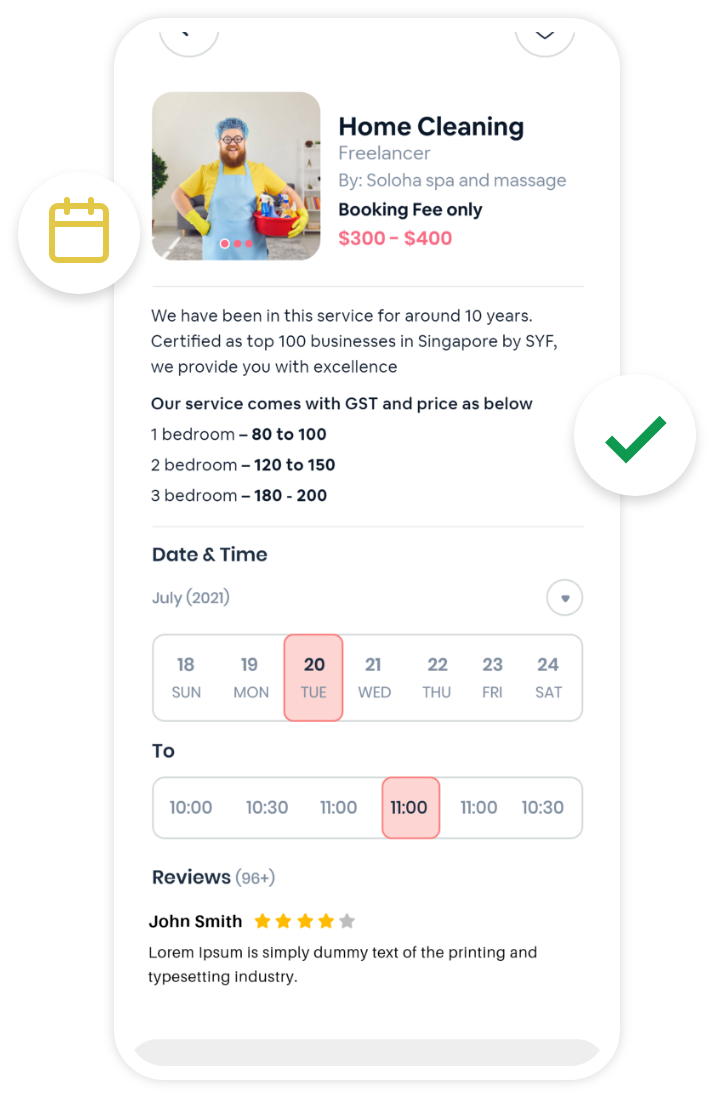 Home Cleaning
Freelancer
By: Soloha spa and massage
Booking Fee only
$300 - $400
We have been in this service for around 10 years.
Certified as top 100 businesses in Singapore by SYF,
we provide you with excellence
Our service comes with GST and price as below
1 bedroom – 80 to 100
2 bedroom – 120 to 150
3 bedroom – 180 - 200
Date & Time
July (2021)
18 19 20 21 22 23 24
SUN MON TUE WED THU FRI SAT
To
10:00 10:30 11:00 11:00 11:00 10:30
Reviews (96+)
John Smith
Lorem Ipsum is simply dummy text of the printing and
typesetting industry.